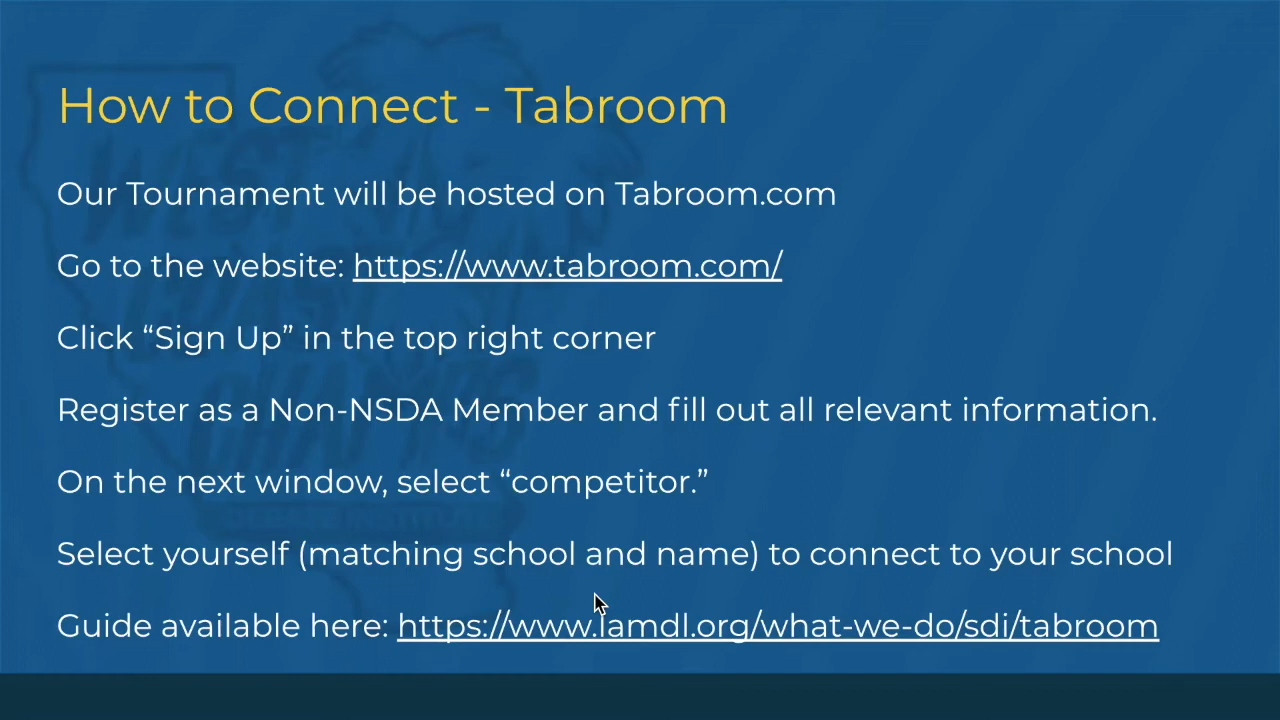 How to Connect - Tabroom
Our Tournament will be hosted on Tabroom.com
Go to the website: https://www.tabroom.com/
Click “Sign Up” in the top right corner
Register as a Non-NSDA Member and fill out all relevant information.
On the next window, select “competitor.”
Select yourself (matching school and name) to connect to your school
Guide available here: https://www.lamdl.org/what-we-do/sdi/tabroom